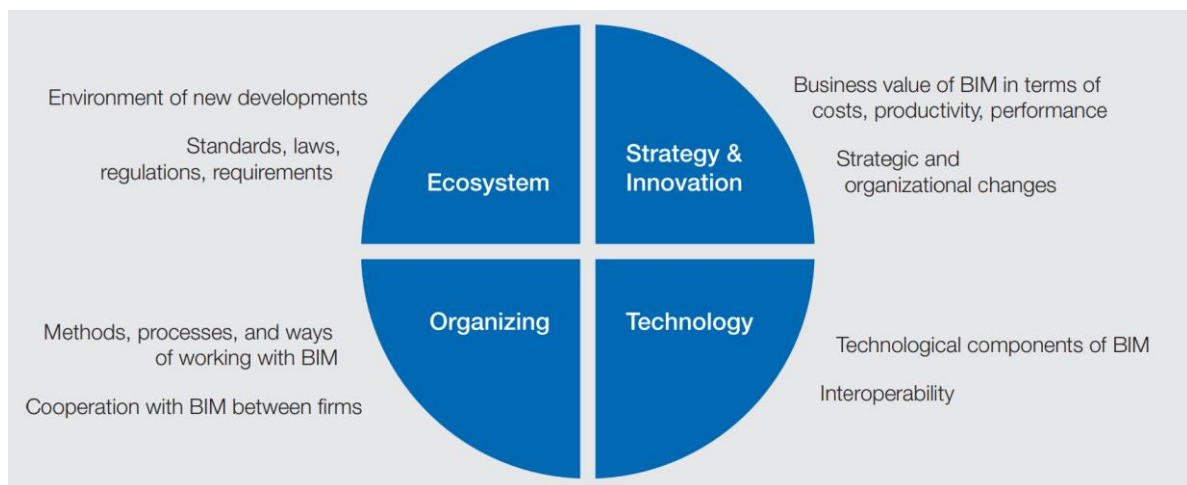 Environment of new developments
Standards, laws,
regulations, requirements
Ecosystem
Strategy &
Innovation
Business value of BIM in terms of
costs, productivity, performance
Strategic and
organizational changes
Methods, processes, and ways
of working with BIM
Cooperation with BIM between firms
Organizing
Technology
Technological components of BIM
Interoperability